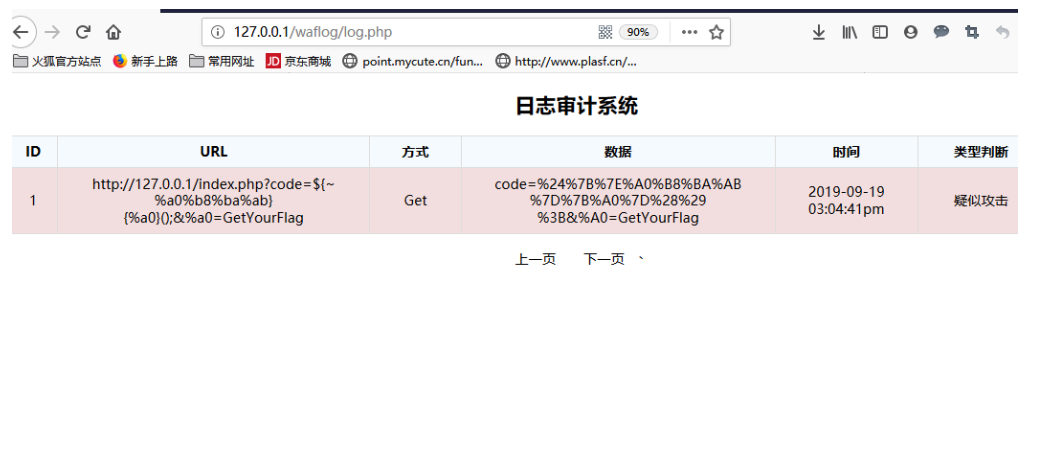 127.0.0.1/waflog/log.php 90%
火狐官方站点 新手上路 常用网址 JD 京东商城 point.mycute.cn/fun... http://www.plasf.cn/...
日志审计系统
ID URL 方式 数据 时间 类型判断
1 http://127.0.0.1/index.php?code=${~
%a0%b8%ba%ab}
{%a0}();&%a0=GetYourFlag
Get
code=%24%7B%7E%A0%B8%BA%AB
%7D%7B%A0%7D%28%29
%3B&%A0=GetYourFlag
2019-09-19
03:04:41pm
疑似攻击
上一页 下一页 、